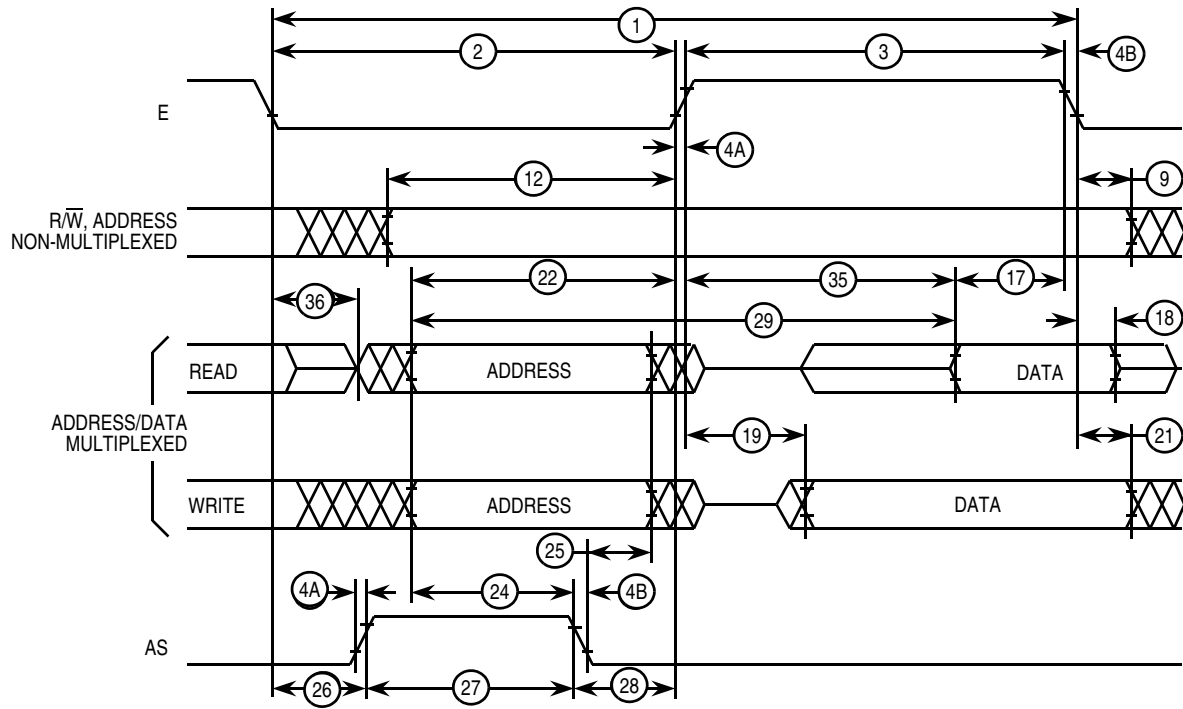 1
2
3
4B
E
4A
12
9
R/W̅, ADDRESS
NON-MULTIPLEXED
22
35
17
36
29
18
READ
ADDRESS
DATA
ADDRESS/DATA
MULTIPLEXED
19
21
WRITE
ADDRESS
DATA
25
4A
24
4B
AS
26
27
28